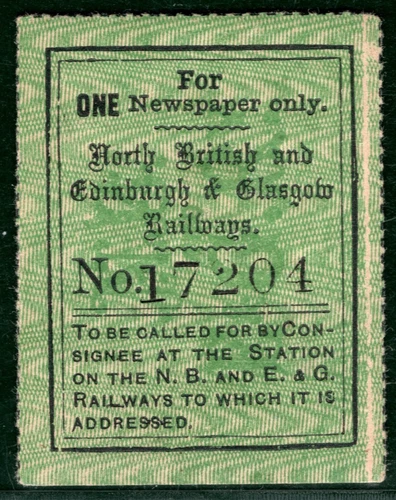 For
ONE Newspaper only.
North British and
Edinburgh & Glasgow
Railways.
No. 17204
TO BE CALLED FOR BY CON-
SIGNEE AT THE STATION
ON THE N. B. AND E. & G.
RAILWAYS TO WHICH IT IS
ADDRESSED.